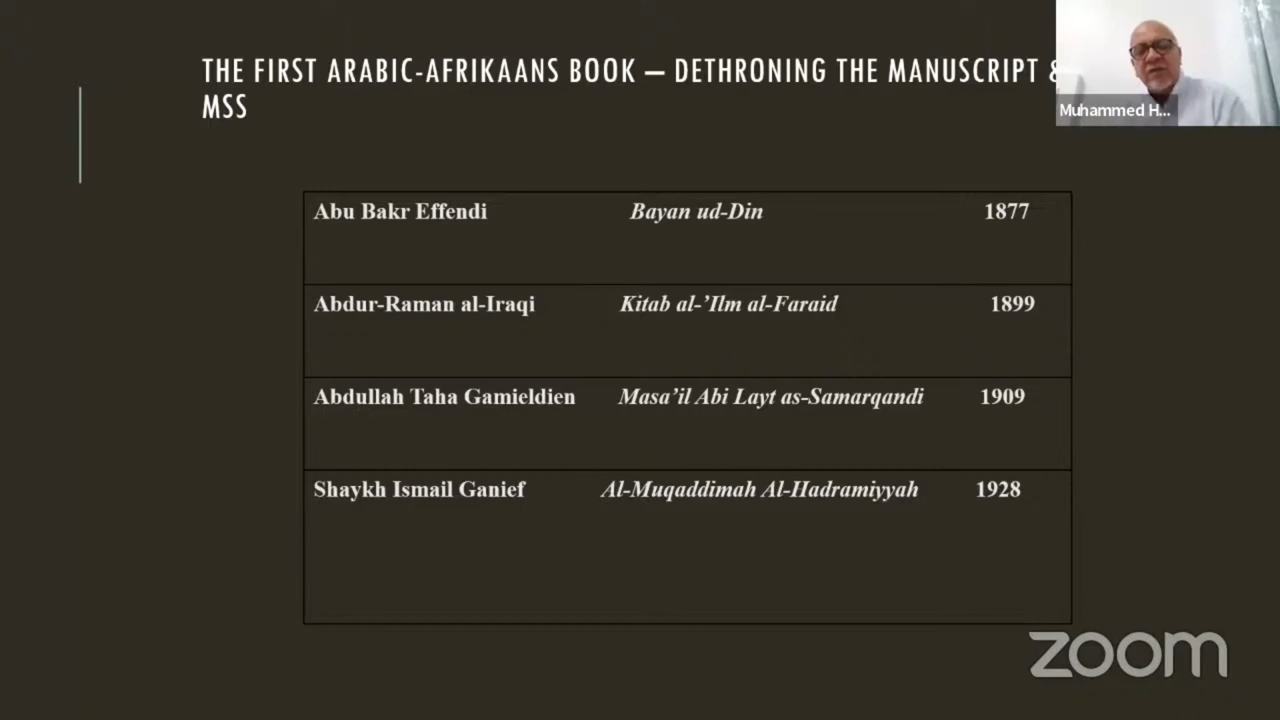 THE FIRST ARABIC-AFRIKAANS BOOK – DETHRONING THE MANUSCRIPT &
MSS
Muhammed H...
Abu Bakr Effendi Bayan ud-Din 1877
Abdur-Raman al-Iraqi Kitab al-’Ilm al-Faraid 1899
Abdullah Taha Gamieldien Masa’il Abi Layt as-Samarqandi 1909
Shaykh Ismail Ganief Al-Muqaddimah Al-Hadramiyyah 1928
zoom